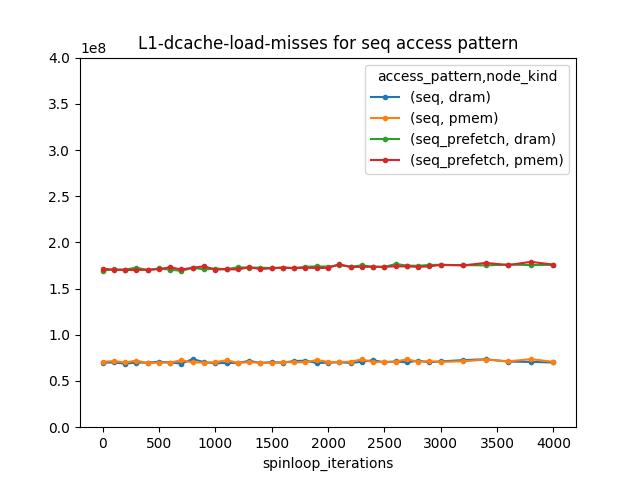 L1-dcache-load-misses for seq access pattern
1e8
4.0
3.5
3.0
2.5
2.0
1.5
1.0
0.5
0.0
access_pattern,node_kind
(seq, dram)
(seq, pmem)
(seq_prefetch, dram)
(seq_prefetch, pmem)
0 500 1000 1500 2000 2500 3000 3500 4000
spinloop_iterations